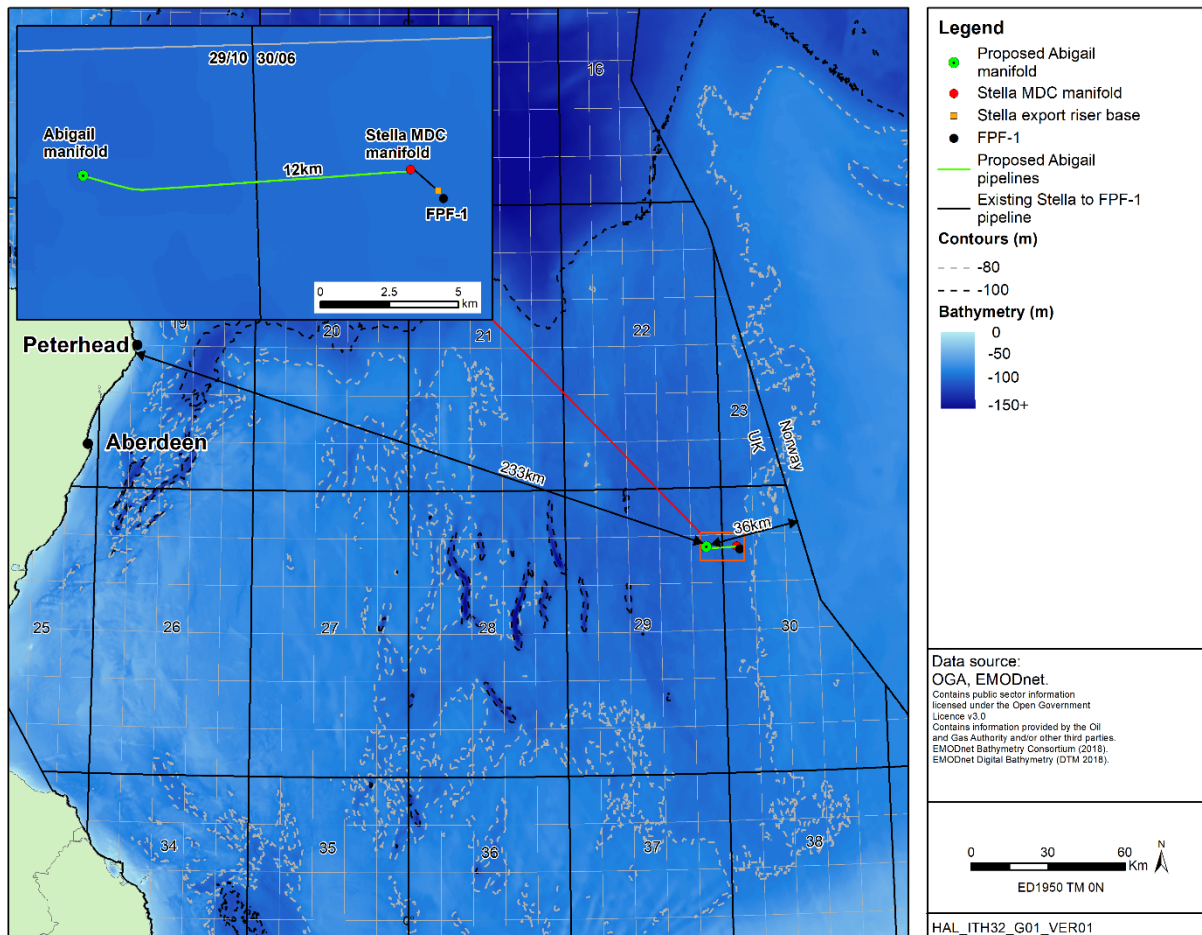 29/10 30/06
Abigail
manifold
Stella MDC
manifold
12km
FPF-1
0 2.5 5
km
16
19
20
21
22
23
Peterhead
Aberdeen
UK
Norway
233km
36km
25
26
27
28
29
30
34
35
36
37
38
0°
Legend
Proposed Abigail
manifold
Stella MDC manifold
Stella export riser base
FPF-1
Proposed Abigail
pipelines
Existing Stella to FPF-1
pipeline
Contours (m)
-80
-100
Bathymetry (m)
0
-50
-100
-150+
Data source:
OGA, EMODnet.
Contains public sector information
licensed under the Open Government
Licence v3.0
Contains information provided by the Oil
and Gas Authority and/or other third parties.
EMODnet Bathymetry Consortium (2018).
EMODnet Digital Bathymetry (DTM 2018).
0 30 60
Km
N
ED1950 TM 0N
HAL_ITH32_G01_VER01